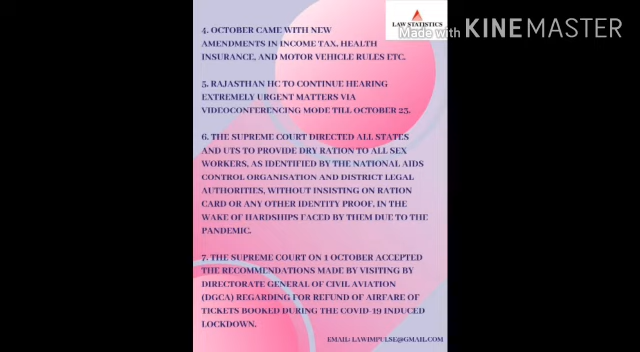 LAW STATISTICS
Made with KINEMASTER
4. OCTOBER CAME WITH NEW
AMENDMENTS IN INCOME TAX, HEALTH
INSURANCE, AND MOTOR VEHICLE RULES ETC.
5. RAJASTHAN HC TO CONTINUE HEARING
EXTREMELY URGENT MATTERS VIA
VIDEOCONFERENCING MODE TILL OCTOBER 25.
6. THE SUPREME COURT DIRECTED ALL STATES
AND UTS TO PROVIDE DRY RATION TO ALL SEX
WORKERS, AS IDENTIFIED BY THE NATIONAL AIDS
CONTROL ORGANISATION AND DISTRICT LEGAL
AUTHORITIES, WITHOUT INSISTING ON RATION
CARD OR ANY OTHER IDENTITY PROOF, IN THE
WAKE OF HARDSHIPS FACED BY THEM DUE TO THE
PANDEMIC.
7. THE SUPREME COURT ON 1 OCTOBER ACCEPTED
THE RECOMMENDATIONS MADE BY VISITING BY
DIRECTORATE GENERAL OF CIVIL AVIATION
(DGCA) REGARDING FOR REFUND OF AIRFARE OF
TICKETS BOOKED DURING THE COVID-19 INDUCED
LOCKDOWN.
EMAIL: LAWIMPULSE@GMAIL.COM